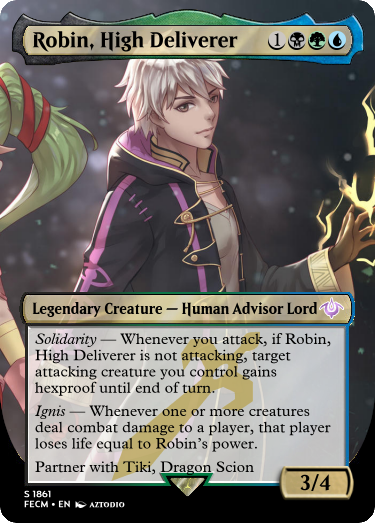 Robin, High Deliverer 1
Legendary Creature — Human Advisor Lord
Solidarity — Whenever you attack, if Robin,
High Deliverer is not attacking, target
attacking creature you control gains
hexproof until end of turn.
Ignis — Whenever one or more creatures
deal combat damage to a player, that player
loses life equal to Robin's power.
Partner with Tiki, Dragon Scion
3/4
S 1861
FECM • EN AZTODIO